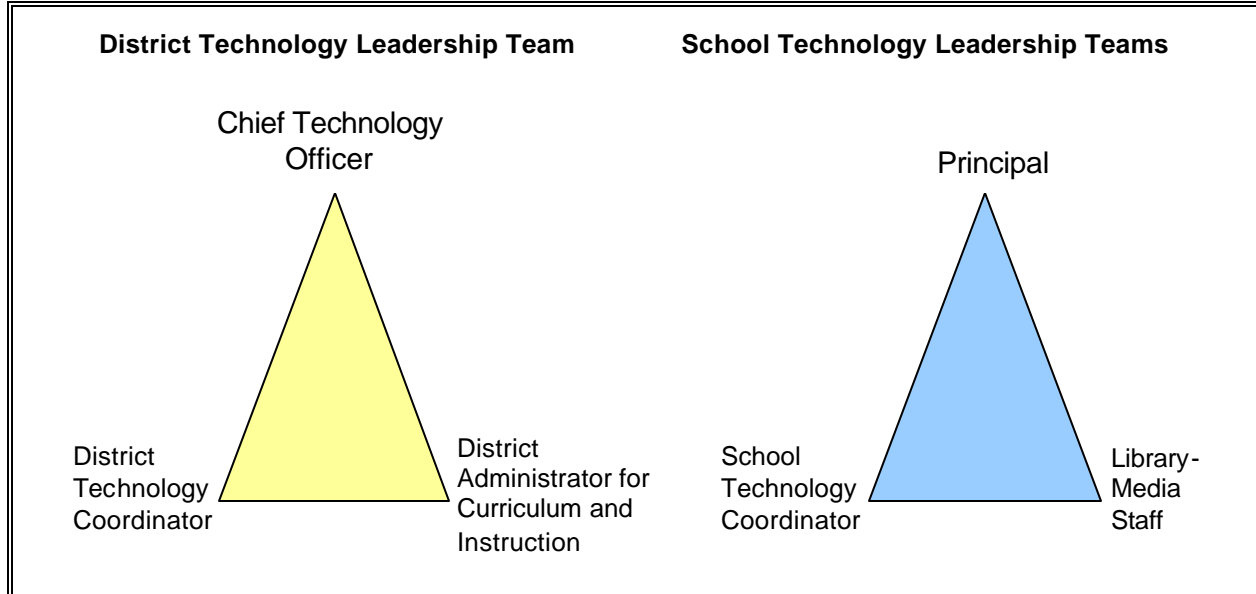 District Technology Leadership Team
School Technology Leadership Teams
Chief Technology
Officer
Principal
District
Technology
Coordinator
District
Administrator for
Curriculum and
Instruction
School
Technology
Coordinator
Library-
Media
Staff